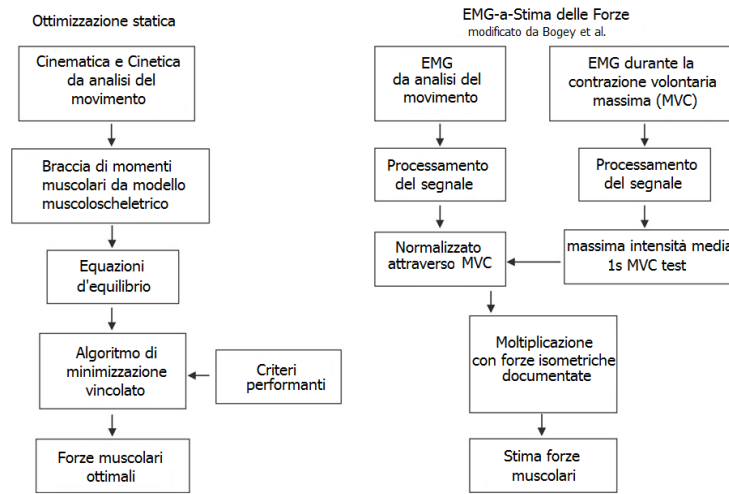 Ottimizzazione statica
Cinematica e Cinetica
da analisi del
movimento
Braccia di momenti
muscolari da modello
muscoloscheletrico
Equazioni
d'equilibrio
Algoritmo di
minimizzazione
vincolato
Criteri
performanti
Forze muscolari
ottimali
EMG-a-Stima delle Forze
modificato da Bogey et al.
EMG
da analisi del
movimento
EMG durante la
contrazione volontaria
massima (MVC)
Processamento
del segnale
Processamento
del segnale
Normalizzato
attraverso MVC
massima intensità media
1s MVC test
Moltiplicazione
con forze isometriche
documentate
Stima forze
muscolari